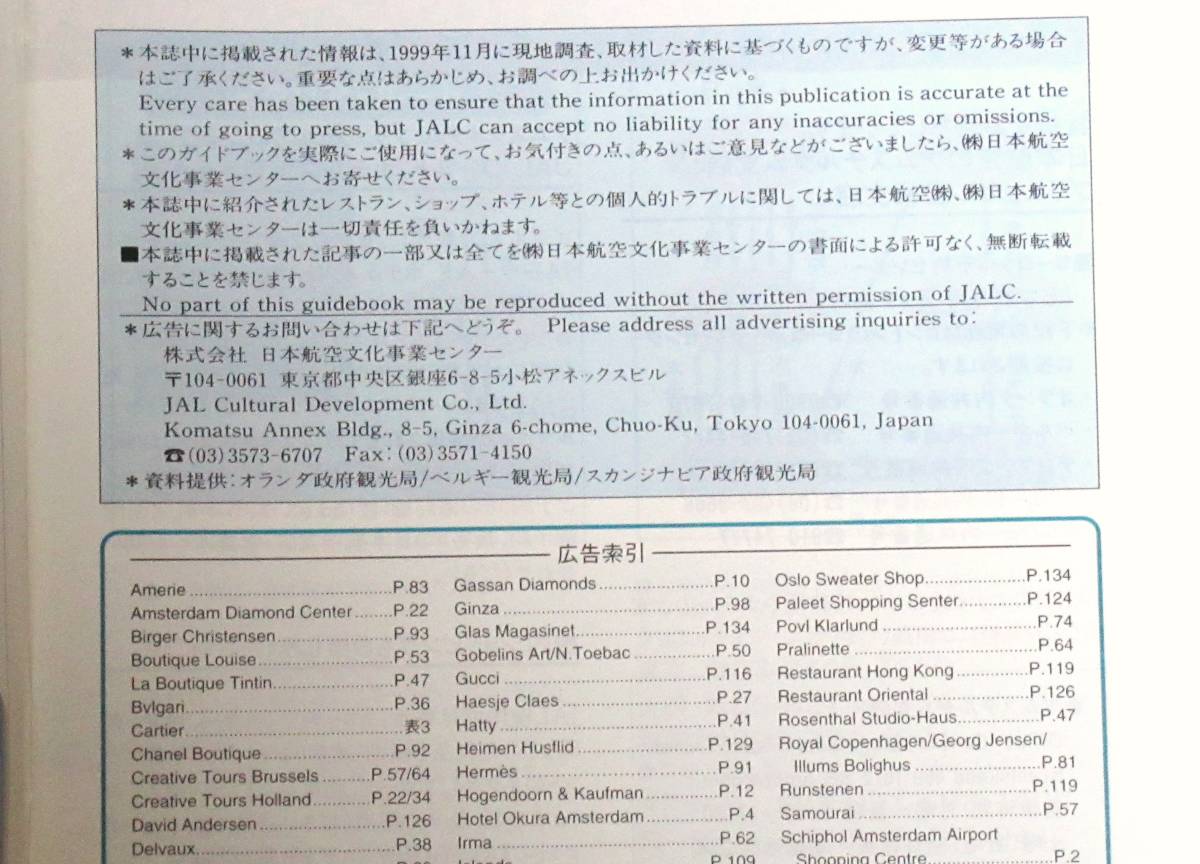 ＊本誌中に掲載された情報は、1999年11月に現地調査、取材した資料に基づくものですが、変更等がある場合
はご了承ください。重要な点はあらかじめ、お調べの上お出かけください。
Every care has been taken to ensure that the information in this publication is accurate at the
time of going to press, but JALC can accept no liability for any inaccuracies or omissions.
＊このガイドブックを実際にご使用になって、お気付きの点、あるいはご意見などがございましたら、㈱日本航空
文化事業センターへお寄せください。
＊本誌中に紹介されたレストラン、ショップ、ホテル等との個人的トラブルに関しては、日本航空㈱、㈱日本航空
文化事業センターは一切責任を負いかねます。
■本誌中に掲載された記事の一部又は全てを㈱日本航空文化事業センターの書面による許可なく、無断転載
することを禁じます。
No part of this guidebook may be reproduced without the written permission of JALC.
＊広告に関するお問い合わせは下記へどうぞ。 Please address all advertising inquiries to:
株式会社 日本航空文化事業センター
〒104-0061 東京都中央区銀座6-8-5小松アネックスビル
JAL Cultural Development Co., Ltd.
Komatsu Annex Bldg., 8-5, Ginza 6-chome, Chuo-Ku, Tokyo 104-0061, Japan
☎(03)3573-6707 Fax:(03)3571-4150
＊資料提供:オランダ政府観光局/ベルギー観光局/スカンジナビア政府観光局
広告索引
Amerie P.83
Amsterdam Diamond Center P.22
Birger Christensen P.93
Boutique Louise P.53
La Boutique Tintin P.47
Bvlgari P.36
Cartier 表3
Chanel Boutique P.92
Creative Tours Brussels P.57/64
Creative Tours Holland P.22/34
David Andersen P.126
Delvaux P.38
Gassan Diamonds P.10
Ginza P.98
Glas Magasinet P.134
Gobelins Art/N.Toebac P.50
Gucci P.116
Haesje Claes P.27
Hatty P.41
Heimen Husflid P.129
Hermès P.91
Hogendoorn & Kaufman P.12
Hotel Okura Amsterdam P.4
Irma P.62
P.109
Oslo Sweater Shop P.134
Paleet Shopping Senter P.124
Povl Klarlund P.74
Pralinette P.64
Restaurant Hong Kong P.119
Restaurant Oriental P.126
Rosenthal Studio-Haus P.47
Royal Copenhagen/Georg Jensen/
Illums Bolighus P.81
Runstenen P.119
Samourai P.57
Schiphol Amsterdam Airport
Shopping Centre P.2